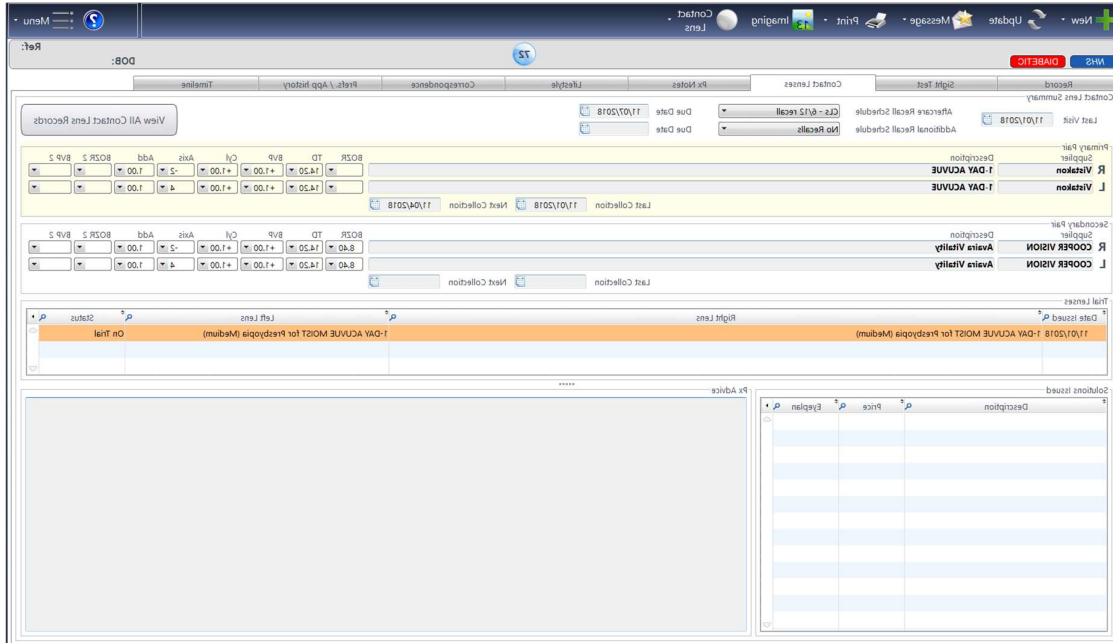 New Update Message Print Imaging Contact Lens Menu
NHS DIABETIC 72 DOB: Ref:
Record Sight Test Contact Lenses Px Notes Lifestyle Correspondence Prefs. / App history Timeline
Contact Lens Summary
Last Visit 11/01/2018 Aftercare Recall Schedule CLs - 6/12 recall Due Date 11/07/2018 View All Contact Lens Records
Additional Recall Schedule No Recalls Due Date
Primary Pair
Supplier Description BOZR TD BVP Cyl Axis Add BOZR 2 BVP 2
R Vistakon 1-DAY ACUVUE 14.20 +1.00 +1.00 -2 1.00
L Vistakon 1-DAY ACUVUE 14.20 +1.00 +1.00 4 1.00
Last Collection 11/01/2018 Next Collection 11/04/2018
Secondary Pair
Supplier Description BOZR TD BVP Cyl Axis Add BOZR 2 BVP 2
R COOPER VISION Avaira Vitality 8.40 14.20 +1.00 +1.00 -2 1.00
L COOPER VISION Avaira Vitality 8.40 14.20 +1.00 +1.00 4 1.00
Last Collection Next Collection
Trial Lenses
Date Issued Right Lens Left Lens Status
11/01/2018 1-DAY ACUVUE MOIST for Presbyopia (Medium) 1-DAY ACUVUE MOIST for Presbyopia (Medium) On Trial
Solutions Issued Px Advice
Description Price Eyeplan